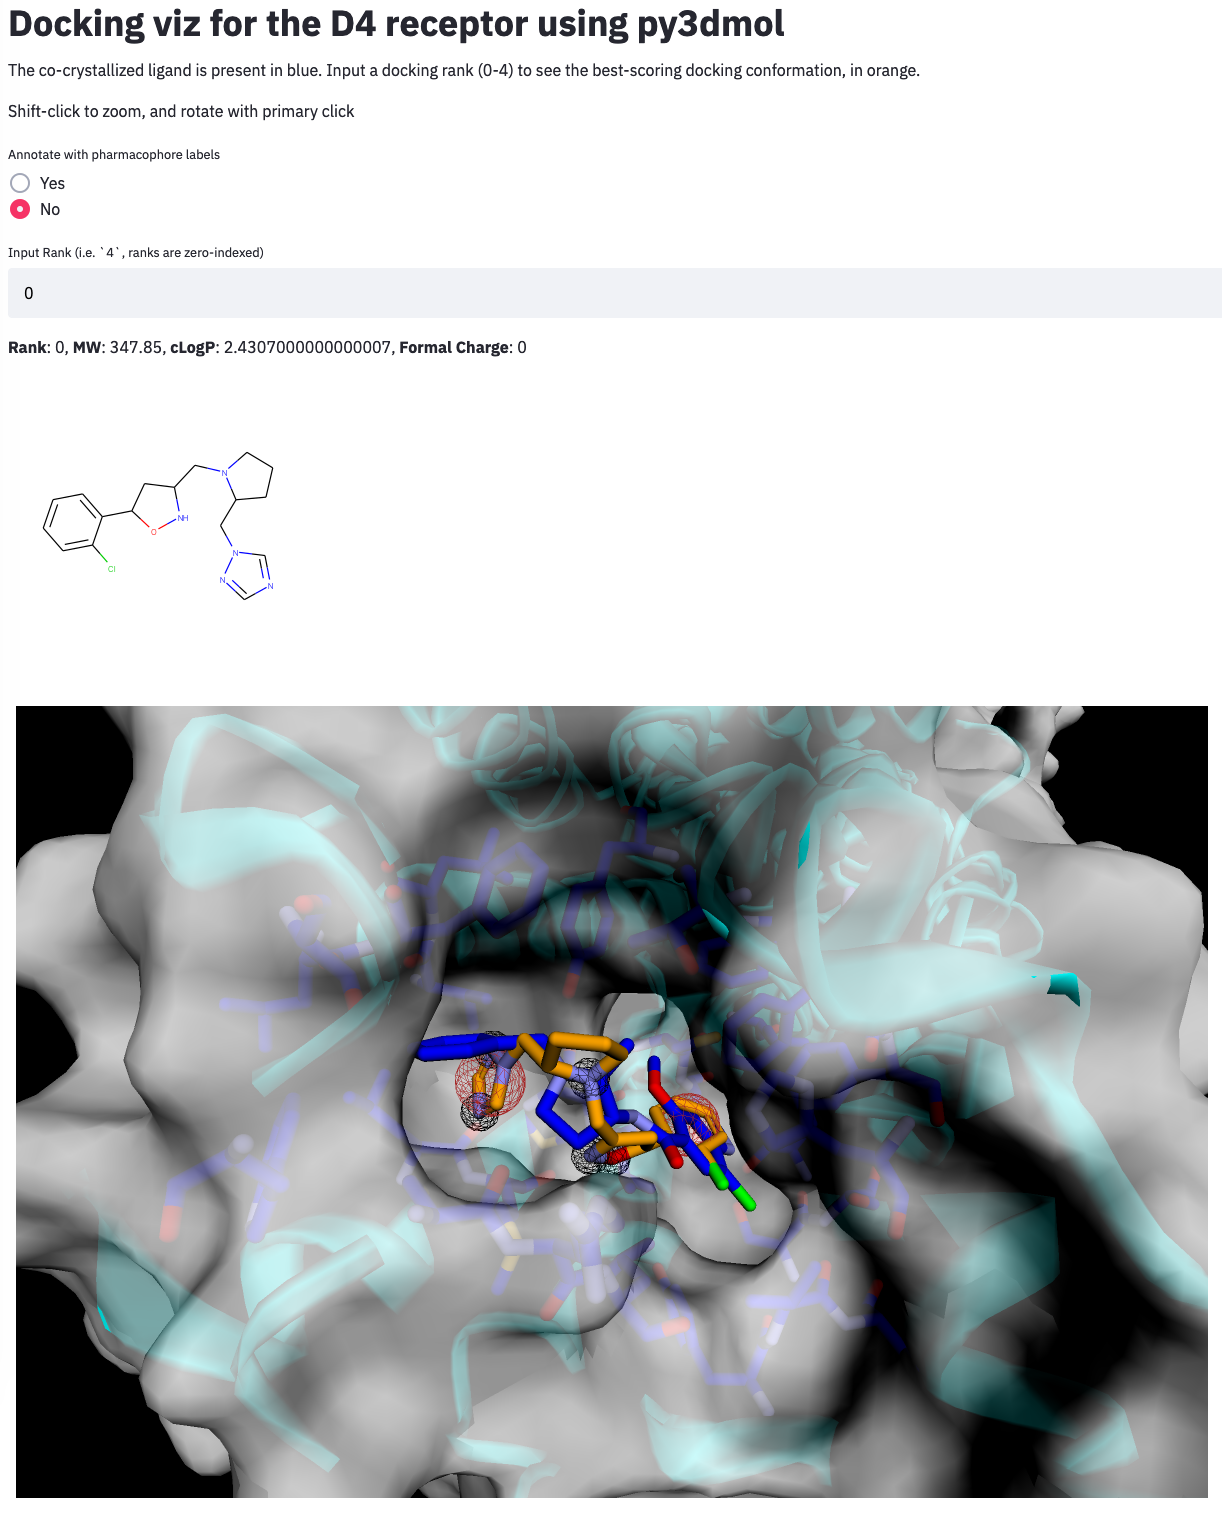 Docking viz for the D4 receptor using py3dmol
The co-crystallized ligand is present in blue. Input a docking rank (0-4) to see the best-scoring docking conformation, in orange.
Shift-click to zoom, and rotate with primary click
Annotate with pharmacophore labels
Yes
No
Input Rank (i.e. `4`, ranks are zero-indexed)
0
Rank: 0, MW: 347.85, cLogP: 2.4307000000000007, Formal Charge: 0
N
NH
O
N
Cl
N
N